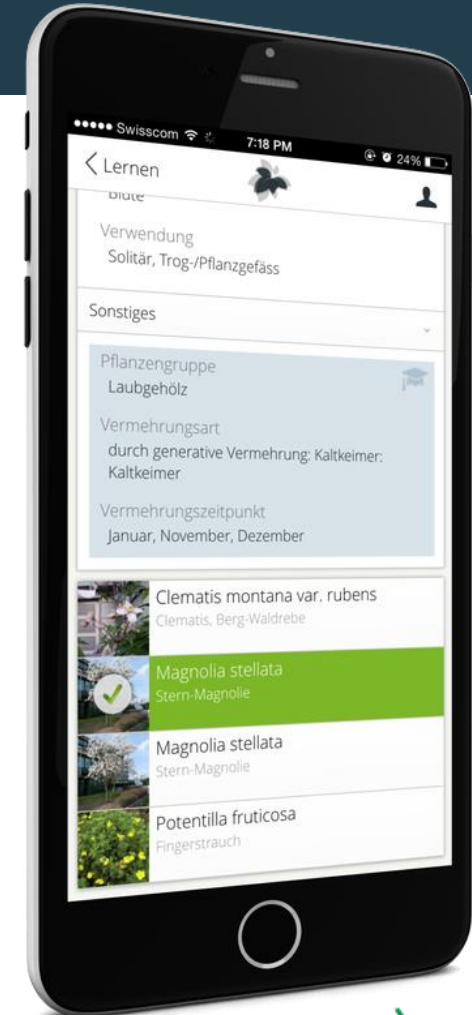 Swisscom 7:18 PM 24%
Lernen
Blüte
Verwendung
Solitär, Trog-/Pflanzgefäss
Sonstiges
Pflanzengruppe
Laubgehölz
Vermehrungsart
durch generative Vermehrung: Kaltkeimer:
Kaltkeimer
Vermehrungszeitpunkt
Januar, November, Dezember
Clematis montana var. rubens
Clematis, Berg-Waldrebe
Magnolia stellata
Stern-Magnolie
Magnolia stellata
Stern-Magnolie
Potentilla fruticosa
Fingerstrauch